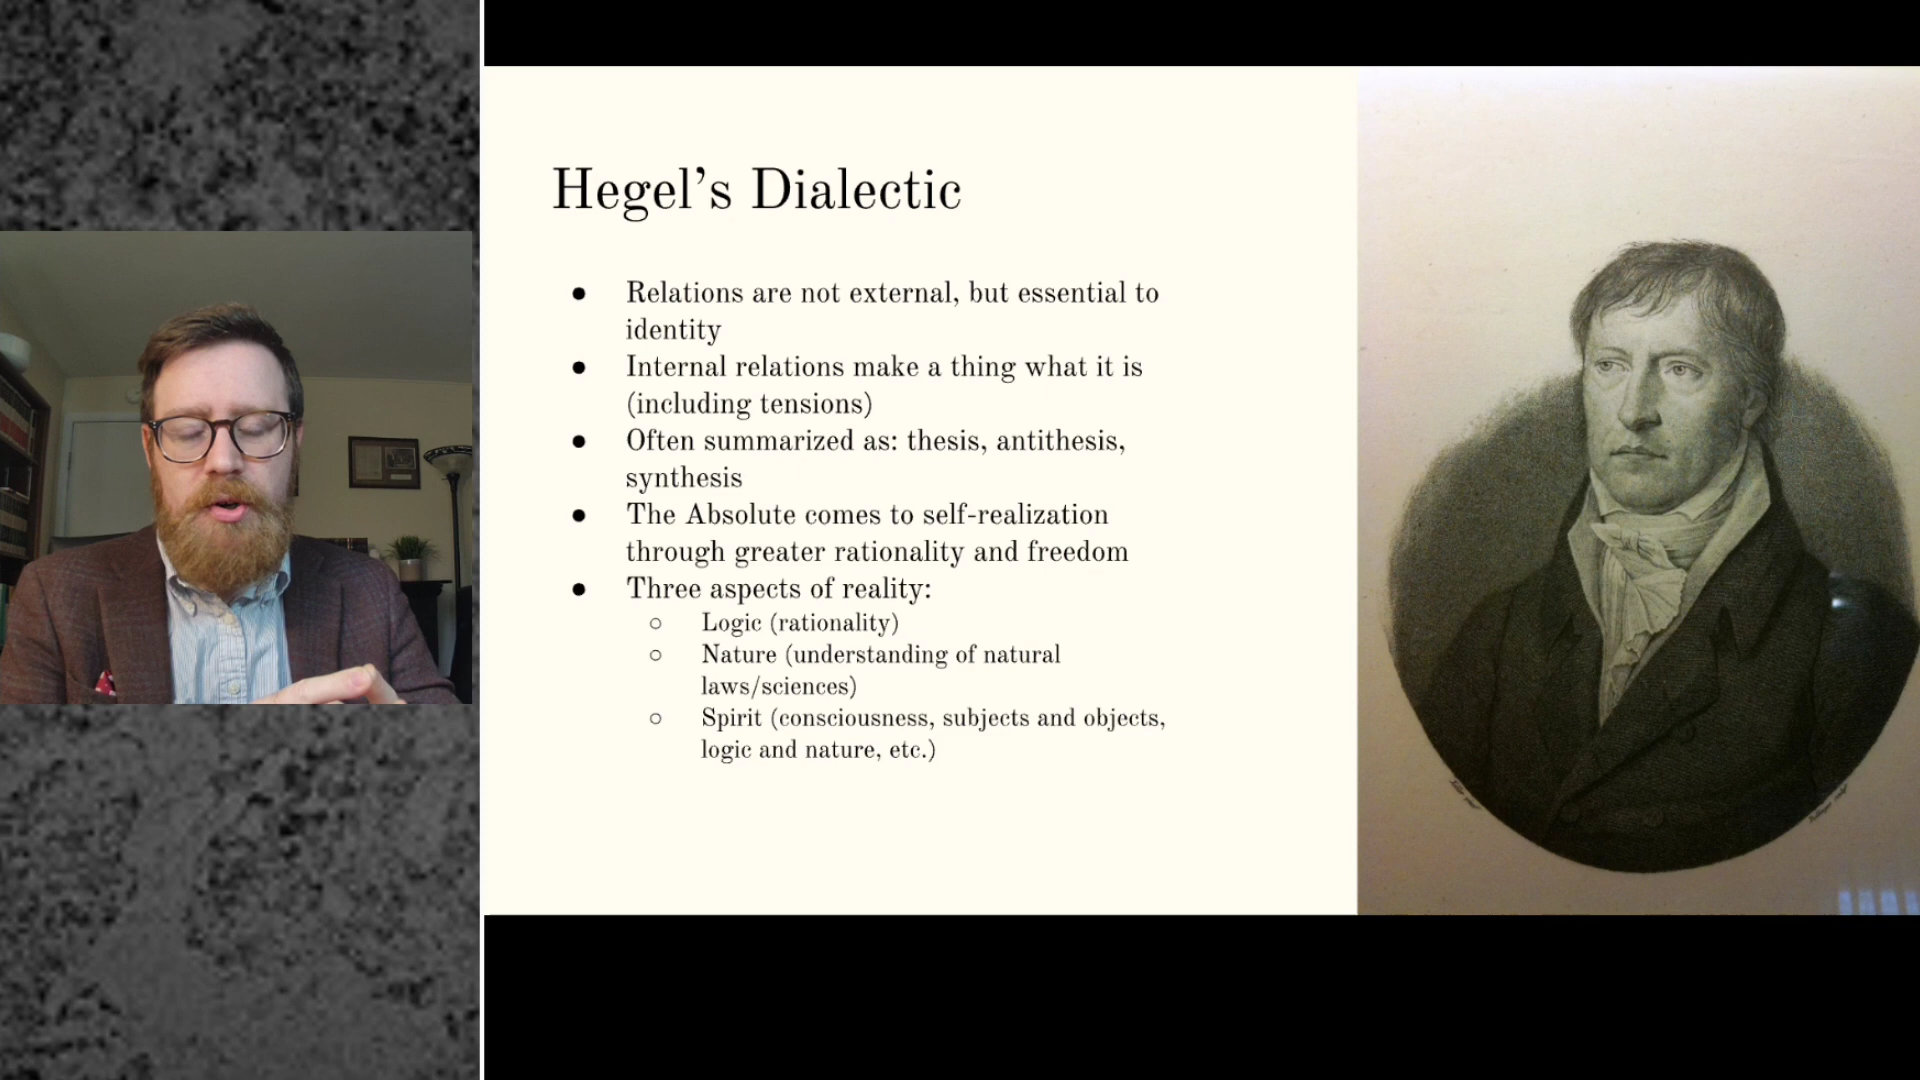 Hegel’s Dialectic
● Relations are not external, but essential to
identity
● Internal relations make a thing what it is
(including tensions)
● Often summarized as: thesis, antithesis,
synthesis
● The Absolute comes to self-realization
through greater rationality and freedom
● Three aspects of reality:
○ Logic (rationality)
○ Nature (understanding of natural
laws/sciences)
○ Spirit (consciousness, subjects and objects,
logic and nature, etc.)